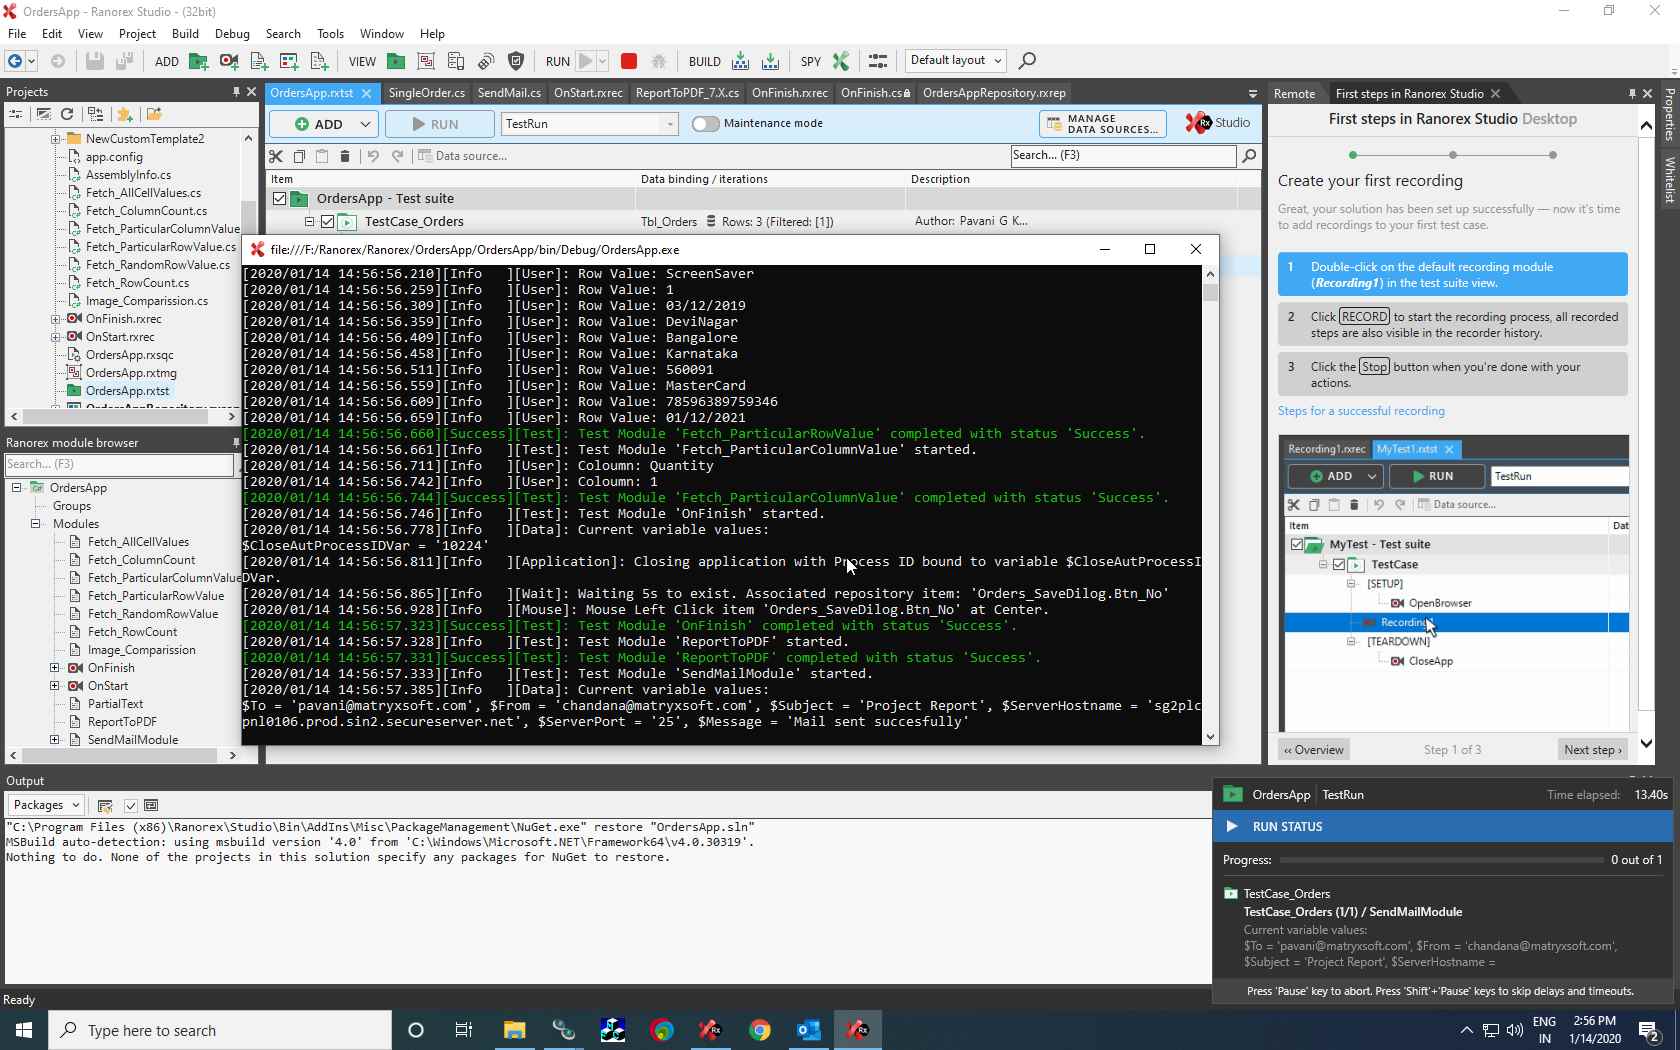 OrdersApp - Ranorex Studio - (32bit)
File Edit View Project Build Debug Search Tools Window Help
ADD VIEW RUN BUILD SPY Default layout
Projects
NewCustomTemplate2
app.config
AssemblyInfo.cs
Fetch_AllCellValues.cs
Fetch_ColumnCount.cs
Fetch_ParticularColumnValue
Fetch_ParticularRowValue.cs
Fetch_RandomRowValue.cs
Fetch_RowCount.cs
Image_Comparission.cs
OnFinish.rxrec
OnStart.rxrec
OrdersApp.rxsqc
OrdersApp.rxtmg
OrdersApp.rxtst
Ranorex module browser
Search... (F3)
OrdersApp
Groups
Modules
Fetch_AllCellValues
Fetch_ColumnCount
Fetch_ParticularColumnValue
Fetch_ParticularRowValue
Fetch_RandomRowValue
Fetch_RowCount
Image_Comparission
OnFinish
OnStart
PartialText
ReportToPDF
SendMailModule
OrdersApp.rxtst SingleOrder.cs SendMail.cs OnStart.rxrec ReportToPDF_7.X.cs OnFinish.rxrec OnFinish.cs OrdersAppRepository.rxrep
ADD RUN TestRun Maintenance mode MANAGE
DATA SOURCES... Rx Studio
Data source... Search... (F3)
Item Data binding / iterations Description
OrdersApp - Test suite
TestCase_Orders Tbl_Orders Rows: 3 (Filtered: [1]) Author: Pavani G K...
file:///F:/Ranorex/Ranorex/OrdersApp/OrdersApp/bin/Debug/OrdersApp.exe
[2020/01/14 14:56:56.210][Info ][User]: Row Value: ScreenSaver
[2020/01/14 14:56:56.259][Info ][User]: Row Value: 1
[2020/01/14 14:56:56.309][Info ][User]: Row Value: 03/12/2019
[2020/01/14 14:56:56.359][Info ][User]: Row Value: DeviNagar
[2020/01/14 14:56:56.409][Info ][User]: Row Value: Bangalore
[2020/01/14 14:56:56.458][Info ][User]: Row Value: Karnataka
[2020/01/14 14:56:56.511][Info ][User]: Row Value: 560091
[2020/01/14 14:56:56.559][Info ][User]: Row Value: MasterCard
[2020/01/14 14:56:56.609][Info ][User]: Row Value: 78596389759346
[2020/01/14 14:56:56.659][Info ][User]: Row Value: 01/12/2021
[2020/01/14 14:56:56.660][Success][Test]: Test Module 'Fetch_ParticularRowValue' completed with status 'Success'.
[2020/01/14 14:56:56.661][Info ][Test]: Test Module 'Fetch_ParticularColumnValue' started.
[2020/01/14 14:56:56.711][Info ][User]: Coloumn: Quantity
[2020/01/14 14:56:56.742][Info ][User]: Coloumn: 1
[2020/01/14 14:56:56.744][Success][Test]: Test Module 'Fetch_ParticularColumnValue' completed with status 'Success'.
[2020/01/14 14:56:56.746][Info ][Test]: Test Module 'OnFinish' started.
[2020/01/14 14:56:56.778][Info ][Data]: Current variable values:
$CloseAutProcessIDVar = '10224'
[2020/01/14 14:56:56.811][Info ][Application]: Closing application with Process ID bound to variable $CloseAutProcessI
DVar.
[2020/01/14 14:56:56.865][Info ][Wait]: Waiting 5s to exist. Associated repository item: 'Orders_SaveDilog.Btn_No'
[2020/01/14 14:56:56.928][Info ][Mouse]: Mouse Left Click item 'Orders_SaveDilog.Btn_No' at Center.
[2020/01/14 14:56:57.323][Success][Test]: Test Module 'OnFinish' completed with status 'Success'.
[2020/01/14 14:56:57.328][Info ][Test]: Test Module 'ReportToPDF' started.
[2020/01/14 14:56:57.331][Success][Test]: Test Module 'ReportToPDF' completed with status 'Success'.
[2020/01/14 14:56:57.333][Info ][Test]: Test Module 'SendMailModule' started.
[2020/01/14 14:56:57.385][Info ][Data]: Current variable values:
$To = 'pavani@matryxsoft.com', $From = 'chandana@matryxsoft.com', $Subject = 'Project Report', $ServerHostname = 'sg2plc
pnl0106.prod.sin2.secureserver.net', $ServerPort = '25', $Message = 'Mail sent succesfully'
Remote First steps in Ranorex Studio
Properties
Whitelist
First steps in Ranorex Studio Desktop
Create your first recording
Great, your solution has been set up successfully — now it's time
to add recordings to your first test case.
1 Double-click on the default recording module
(Recording1) in the test suite view.
2 Click RECORD to start the recording process, all recorded
steps are also visible in the recorder history.
3 Click the Stop button when you're done with your
actions.
Steps for a successful recording
Recording1.rxrec MyTest1.rxtst
ADD RUN TestRun
Data source...
Item Dat
MyTest - Test suite
TestCase
[SETUP]
OpenBrowser
Recording
[TEARDOWN]
CloseApp
‹‹ Overview Step 1 of 3 Next step ›
Output
Packages
"C:\Program Files (x86)\Ranorex\Studio\Bin\AddIns\Misc\PackageManagement\NuGet.exe" restore "OrdersApp.sln"
MSBuild auto-detection: using msbuild version '4.0' from 'C:\Windows\Microsoft.NET\Framework64\v4.0.30319'.
Nothing to do. None of the projects in this solution specify any packages for NuGet to restore.
OrdersApp TestRun Time elapsed: 13.40s
RUN STATUS
Progress: 0 out of 1
TestCase_Orders
TestCase_Orders (1/1) / SendMailModule
Current variable values:
$To = 'pavani@matryxsoft.com', $From = 'chandana@matryxsoft.com',
$Subject = 'Project Report', $ServerHostname =
Press 'Pause' key to abort. Press 'Shift'+'Pause' keys to skip delays and timeouts.
Ready
Type here to search
ENG
IN
2:56 PM
1/14/2020
2